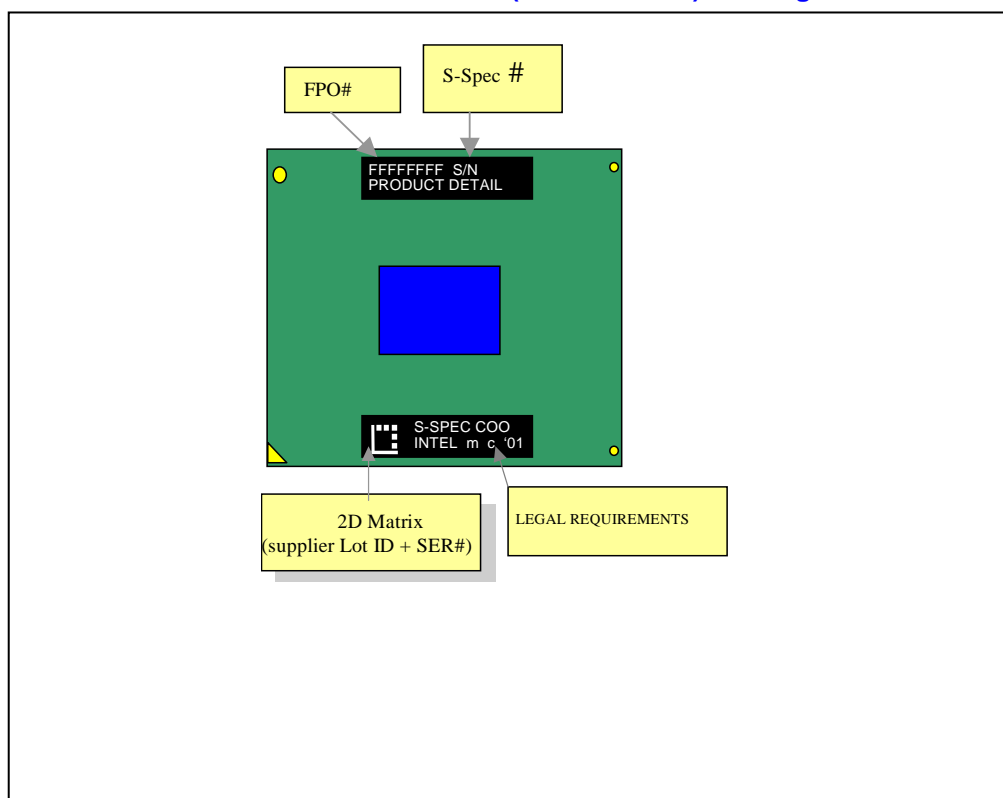 FPO#
S-Spec #
FFFFFFFF S/N
PRODUCT DETAIL
S-SPEC COO
INTEL m c '01
2D Matrix
(supplier Lot ID + SER#)
LEGAL REQUIREMENTS